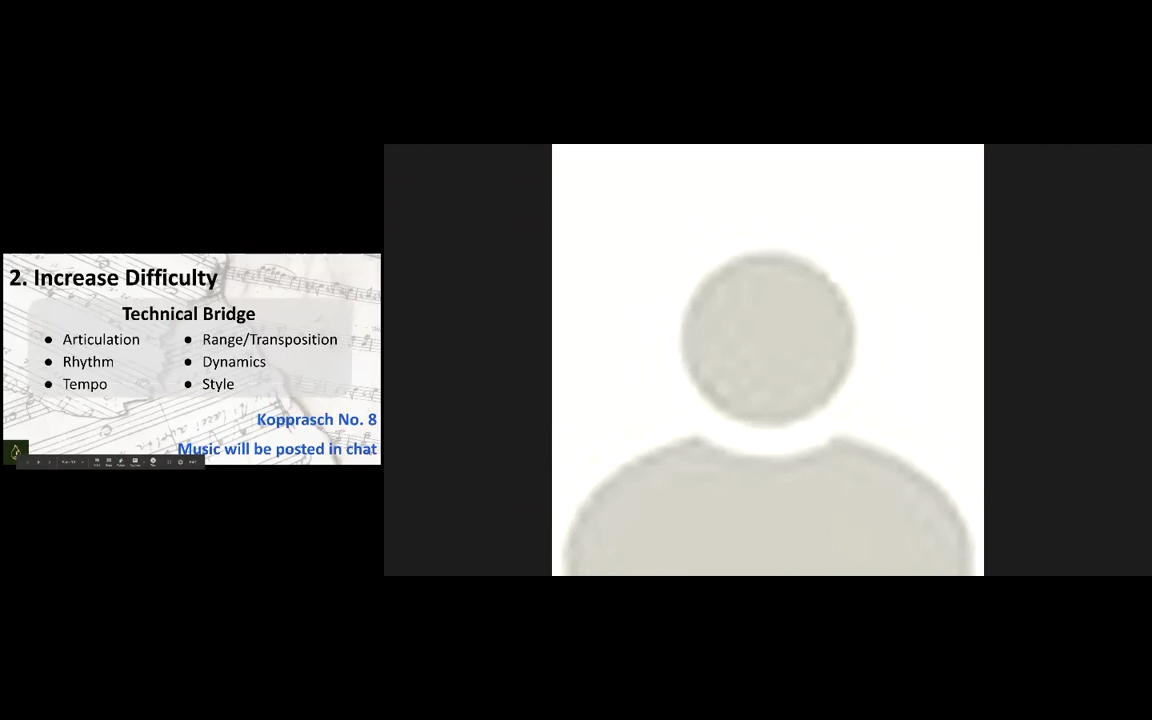 2. Increase Difficulty
Technical Bridge
● Articulation
● Rhythm
● Tempo
● Range/Transposition
● Dynamics
● Style
Kopprasch No. 8
Music will be posted in chat